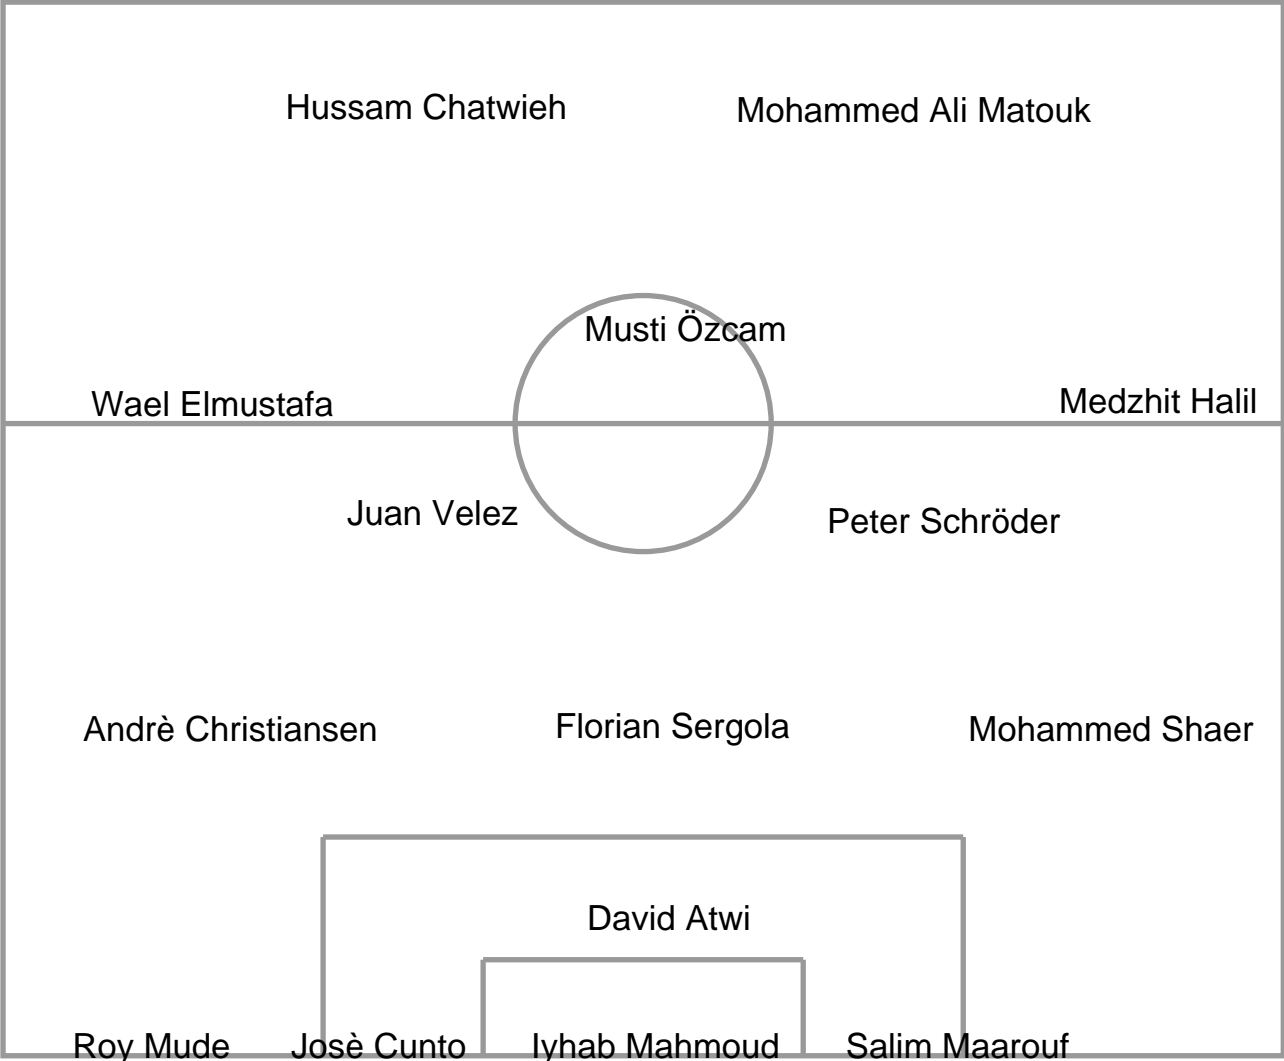 Hussam Chatwieh
Mohammed Ali Matouk
Musti Özcam
Wael Elmustafa
Medzhit Halil
Juan Velez
Peter Schröder
Andrè Christiansen
Florian Sergola
Mohammed Shaer
David Atwi
Roy Mude
Josè Cunto
Iyhab Mahmoud
Salim Maarouf